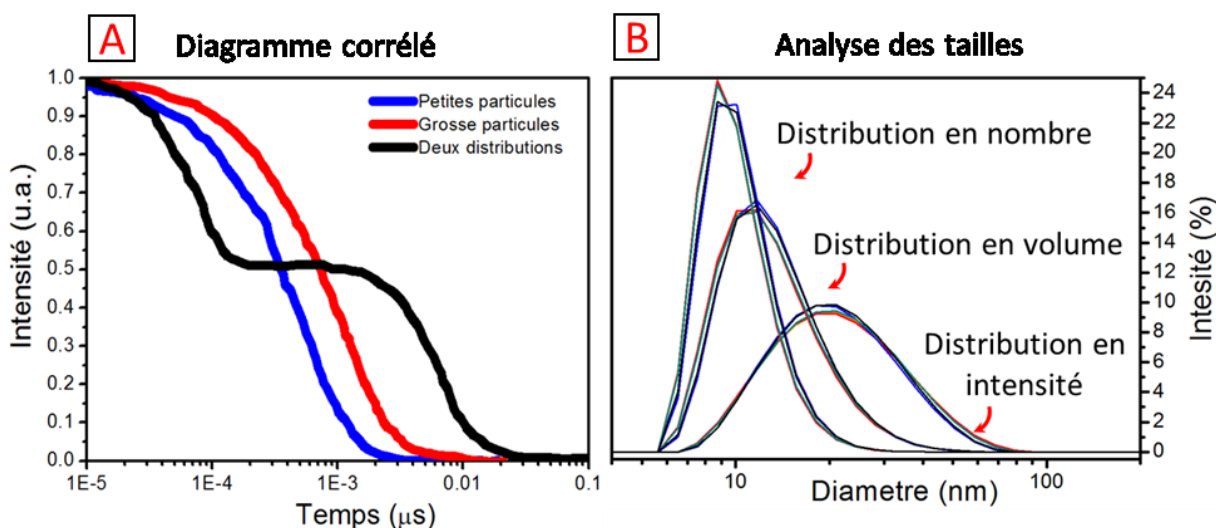 A
Diagramme corrélé
Intensité (u.a.)
1.0
0.9
0.8
0.7
0.6
0.5
0.4
0.3
0.2
0.1
0.0
Petites particules
Grosse particules
Deux distributions
1E-5
1E-4
1E-3
0.01
0.1
Temps (μs)
B
Analyse des tailles
Distribution en nombre
Distribution en volume
Distribution en
intensité
24
22
20
18
16
14
12
10
8
6
4
2
0
Intesité (%)
10
100
Diametre (nm)